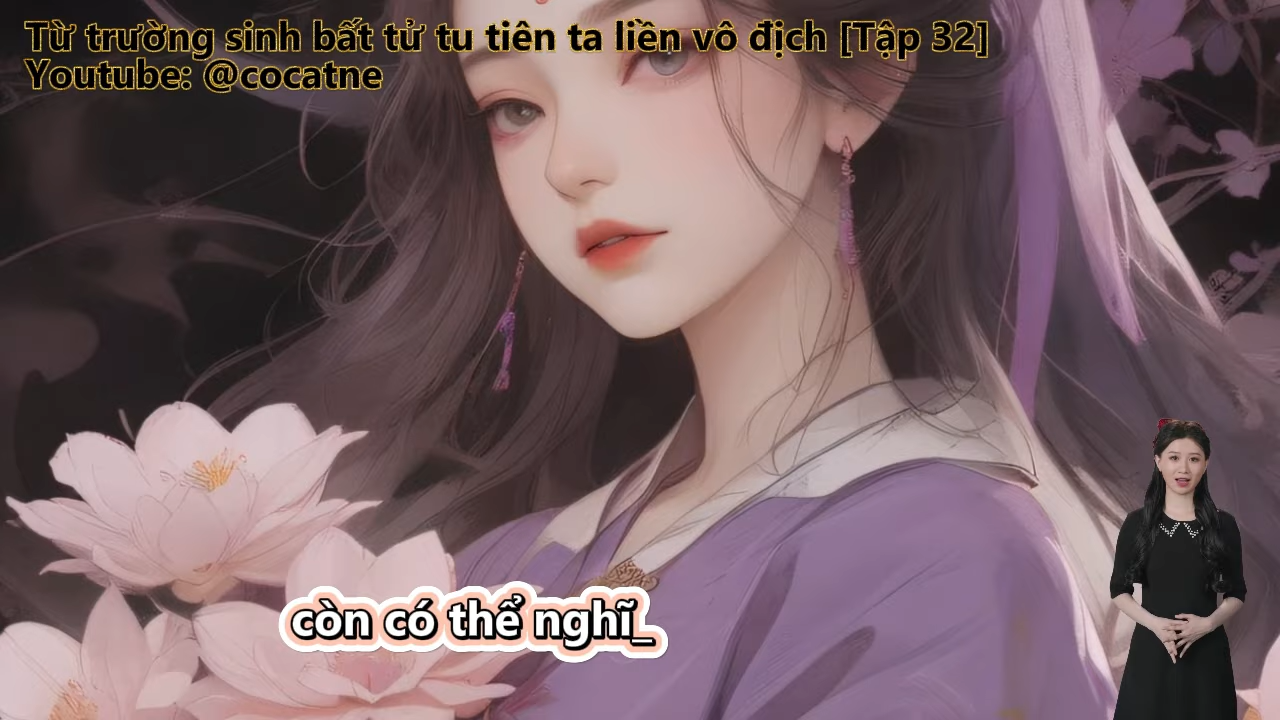 Từ trường sinh bất tử tu tiên ta liền vô địch [Tập 32]
Youtube: @cocatne
còn có thể nghĩ_